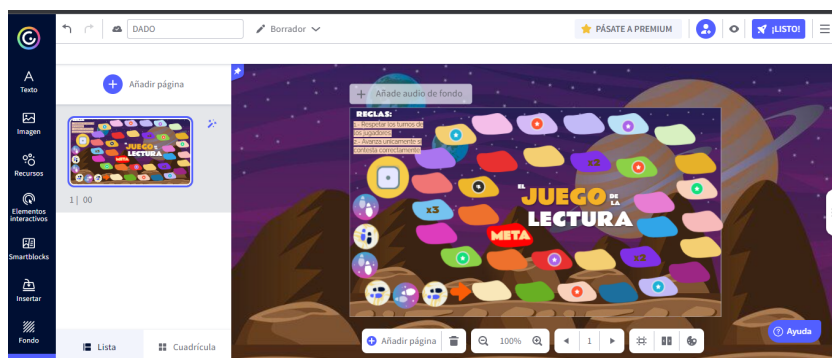 DADO
Borrador
PÁSATE A PREMIUM
¡LISTO!
Texto
Imagen
Recursos
Elementos
interactivos
Smartblocks
Insertar
Fondo
Añadir página
1 | 00
Lista
Cuadrícula
Añade audio de fondo
REGLAS:
1.- Respetar los turnos de
los jugadores
2.- Avanza unicamente si
contesta correctamente
x2
x3
EL
JUEGO DE
LA
LECTURA
META
x2
Añadir página
100%
1
Ayuda